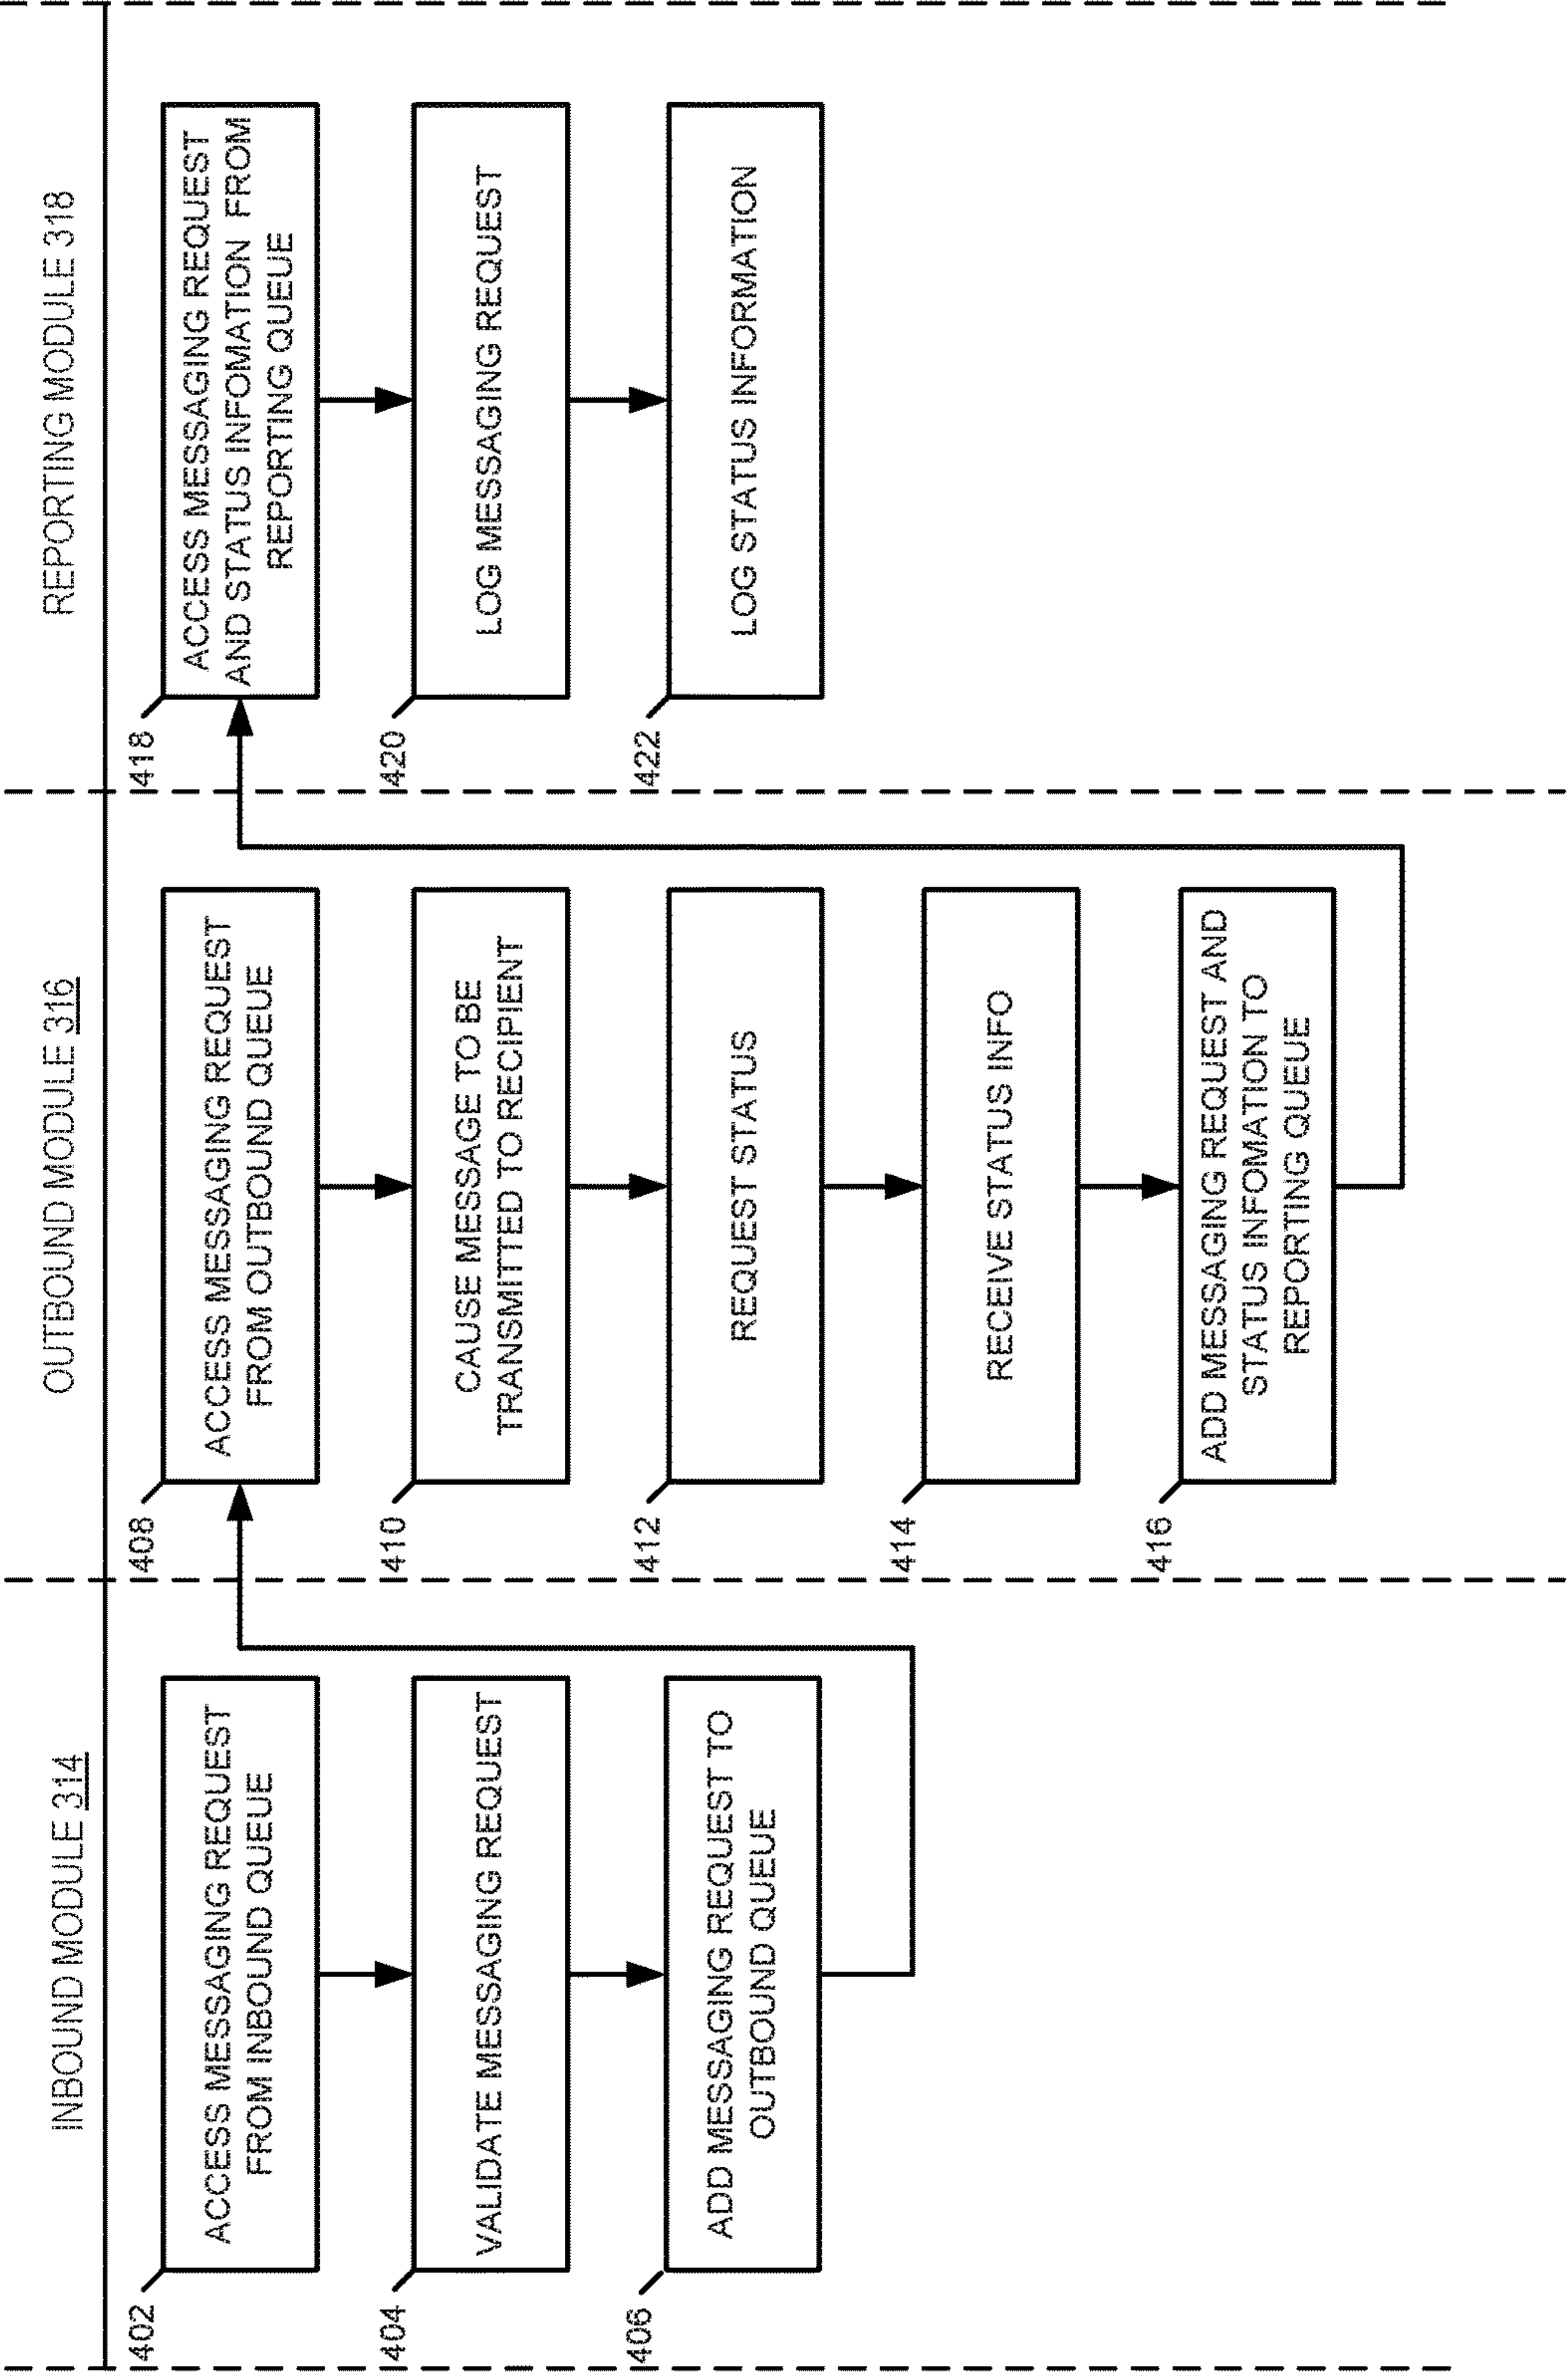 INBOUND MODULE 314
402
ACCESS MESSAGING REQUEST
FROM INBOUND QUEUE
404
VALIDATE MESSAGING REQUEST
406
ADD MESSAGING REQUEST TO
OUTBOUND QUEUE
OUTBOUND MODULE 316
408
ACCESS MESSAGING REQUEST
FROM OUTBOUND QUEUE
410
CAUSE MESSAGE TO BE
TRANSMITTED TO RECIPIENT
412
REQUEST STATUS
414
RECEIVE STATUS INFO
416
ADD MESSAGING REQUEST AND
STATUS INFOMATION TO
REPORTING QUEUE
REPORTING MODULE 318
418
ACCESS MESSAGING REQUEST
AND STATUS INFOMATION FROM
REPORTING QUEUE
420
LOG MESSAGING REQUEST
422
LOG STATUS INFORMATION